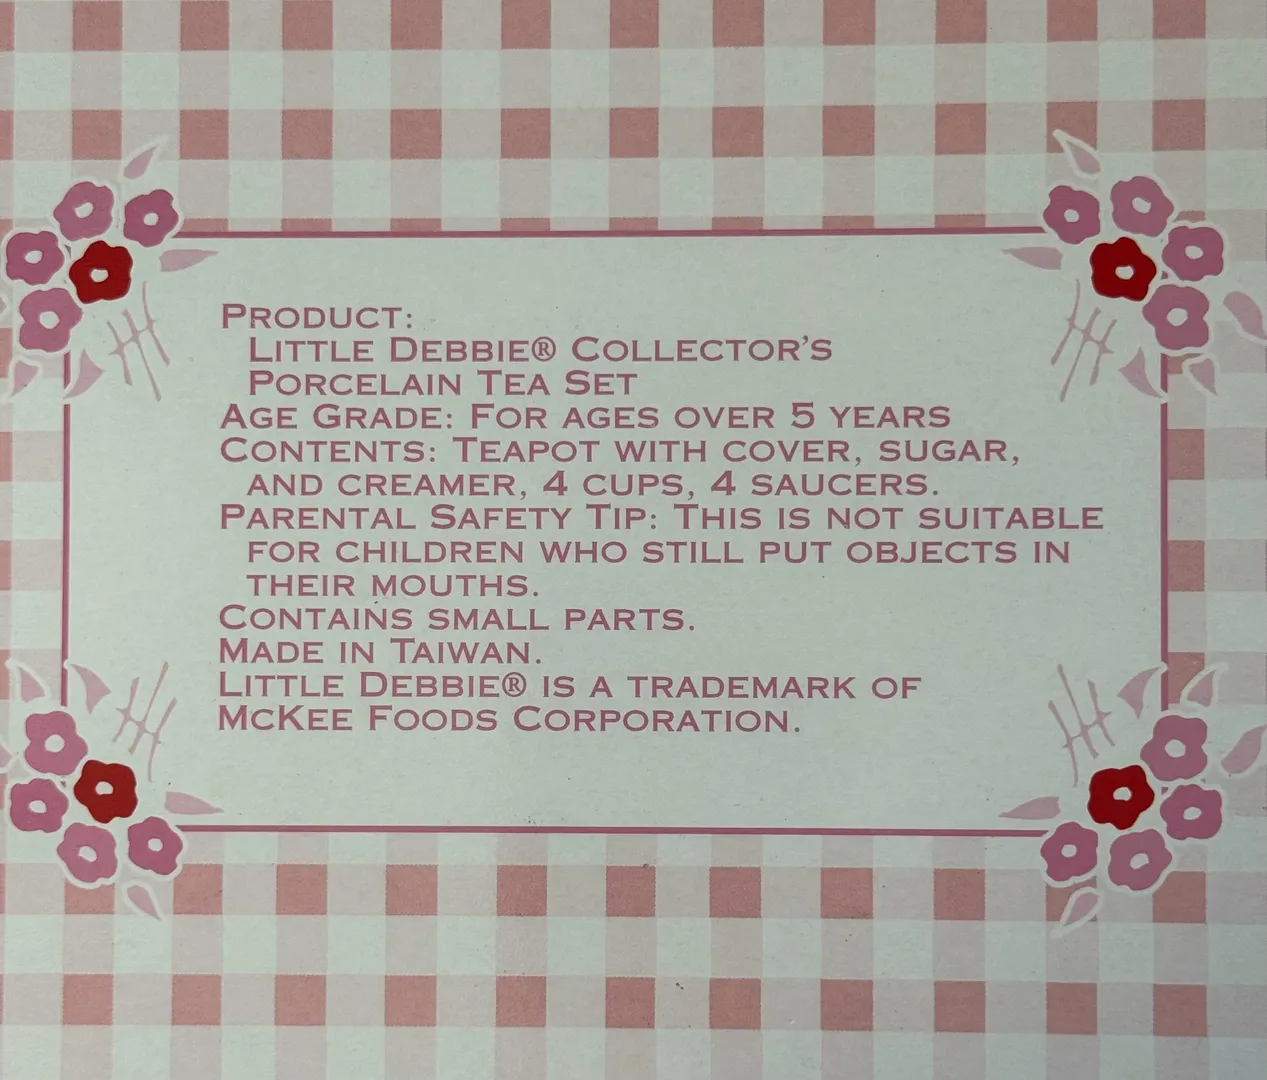 PRODUCT:
LITTLE DEBBIE® COLLECTOR'S
PORCELAIN TEA SET
AGE GRADE: FOR AGES OVER 5 YEARS
CONTENTS: TEAPOT WITH COVER, SUGAR,
AND CREAMER, 4 CUPS, 4 SAUCERS.
PARENTAL SAFETY TIP: THIS IS NOT SUITABLE
FOR CHILDREN WHO STILL PUT OBJECTS IN
THEIR MOUTHS.
CONTAINS SMALL PARTS.
MADE IN TAIWAN.
LITTLE DEBBIE® IS A TRADEMARK OF
MCKEE FOODS CORPORATION.